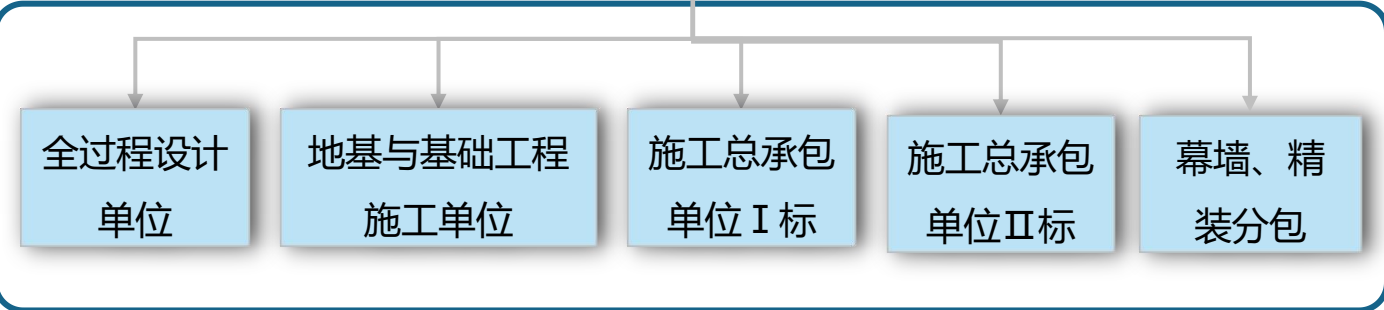 全过程设计
单位
地基与基础工程
施工单位
施工总承包
单位Ⅰ标
施工总承包
单位Ⅱ标
幕墙、精
装分包